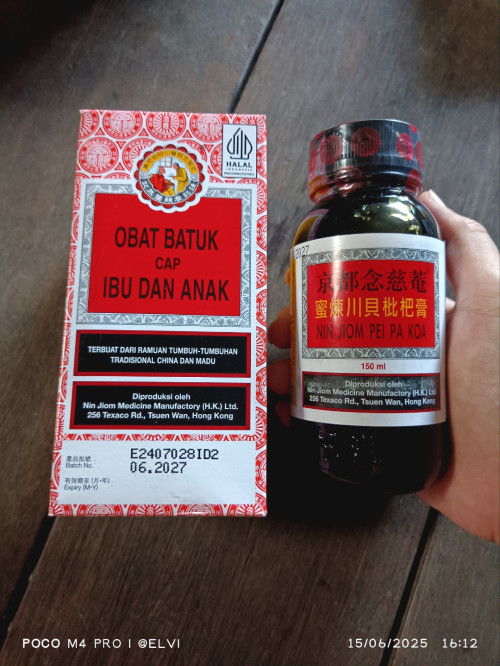 HALAL
INDONESIA
OBAT BATUK
CAP
IBU DAN ANAK
TERBUAT DARI RAMUAN TUMBUH-TUMBUHAN
TRADISIONAL CHINA DAN MADU
Diproduksi oleh
Nin Jiom Medicine Manufactory (H.K.) Ltd.
256 Texaco Rd., Tsuen Wan, Hong Kong
產品批號
Batch No.
E2407028ID2
06.2027
有效期至 (月•年)
Expiry (M•Y)
京都念慈菴
蜜煉川貝枇杷膏
NIN JIOM PEI PA KOA
150 ml
Diproduksi oleh
Nin Jiom Medicine Manufactory (H.K.) Ltd.
256 Texaco Rd., Tsuen Wan, Hong Kong
POCO M4 PRO | @ELVI
15/06/2025 16:12